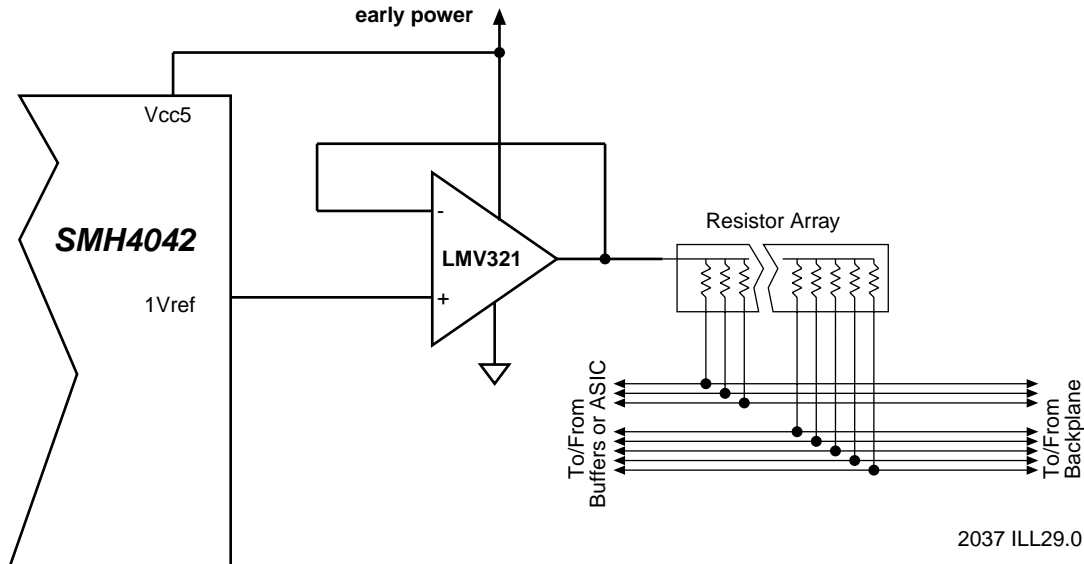 early power
Vcc5
SMH4042
1Vref
-
LMV321
+
Resistor Array
To/From
Buffers or ASIC
To/From
Backplane
2037 ILL29.0